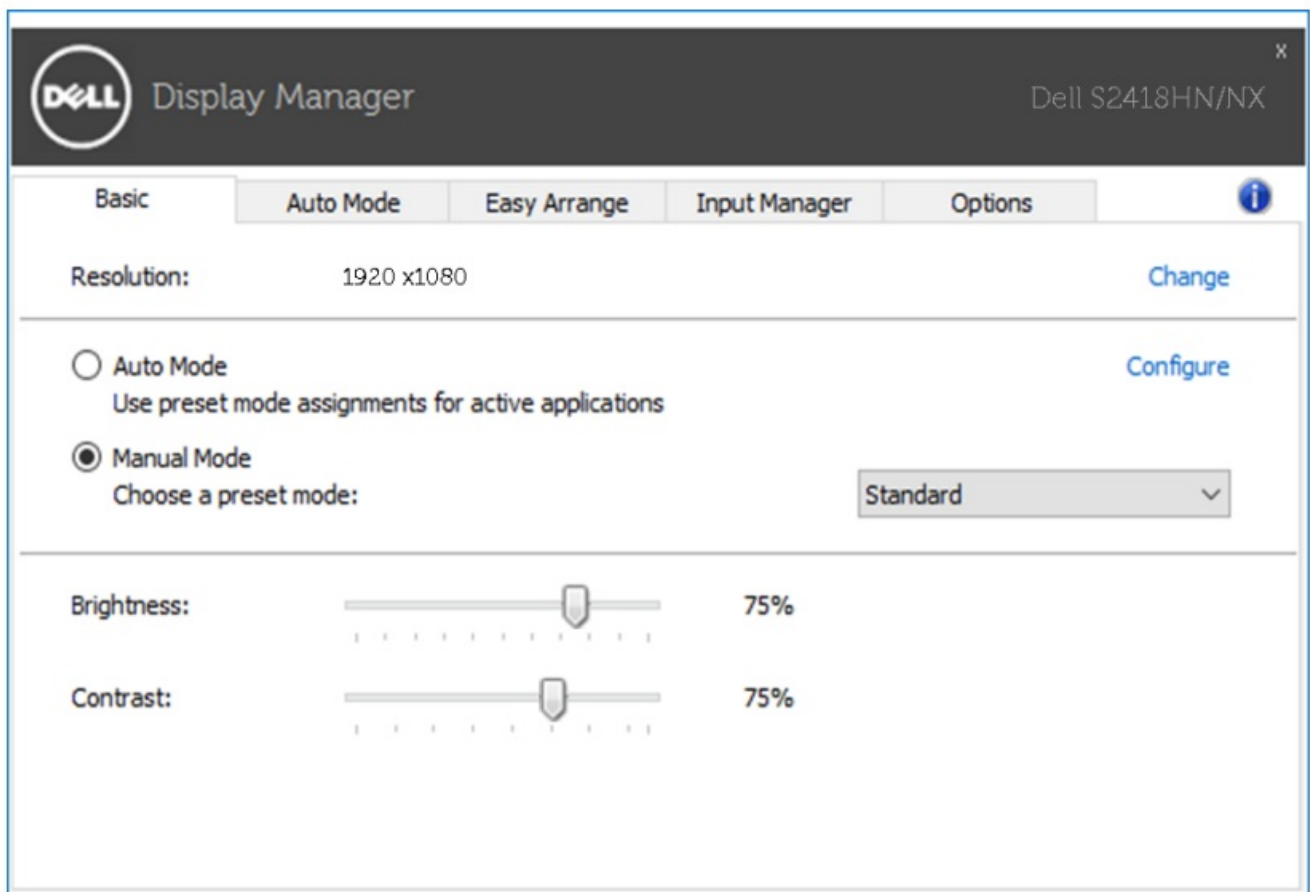 x
DELL Display Manager
Dell S2418HN/NX
Basic Auto Mode Easy Arrange Input Manager Options
Resolution: 1920 x1080 Change
Auto Mode Configure
Use preset mode assignments for active applications
Manual Mode
Choose a preset mode: Standard
Brightness: 75%
Contrast: 75%